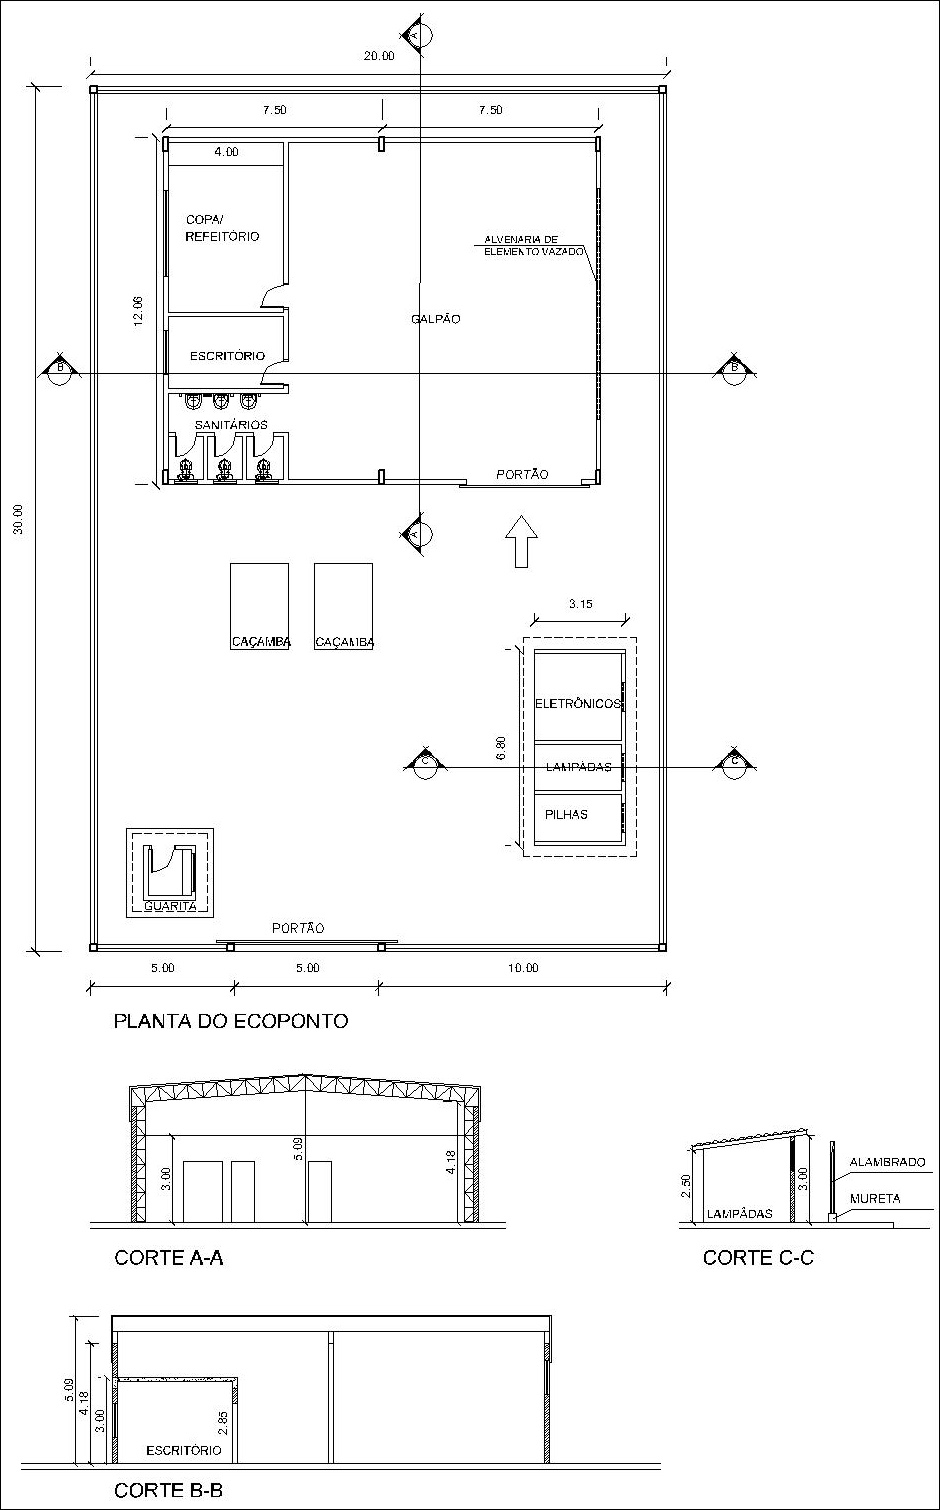 A
20.00
7.50
7.50
4.00
COPA/
REFEITÓRIO
ALVENARIA DE
ELEMENTO VAZADO
12.06
GALPÃO
ESCRITÓRIO
B
B
SANITÁRIOS
PORTÃO
30.00
A
3.15
CAÇAMBA
CAÇAMBA
ELETRÔNICOS
6.80
C
C
LAMPÂDAS
PILHAS
GUARITA
PORTÃO
5.00
5.00
10.00
PLANTA DO ECOPONTO
3.00
5.09
4.18
CORTE A-A
2.50
3.00
ALAMBRADO
MURETA
LAMPÂDAS
CORTE C-C
5.09
4.18
3.00
2.85
ESCRITÓRIO
CORTE B-B